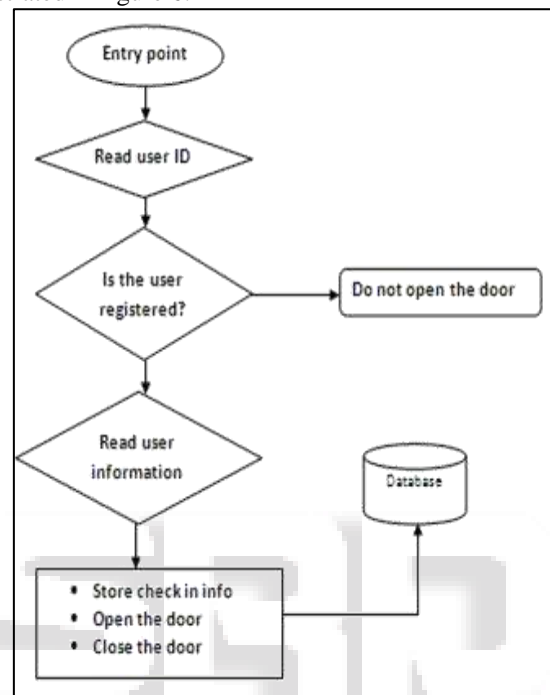 Entry point
Read user ID
Is the user
registered?
Do not open the door
Read user
information
Database
• Store check in info
• Open the door
• Close the door